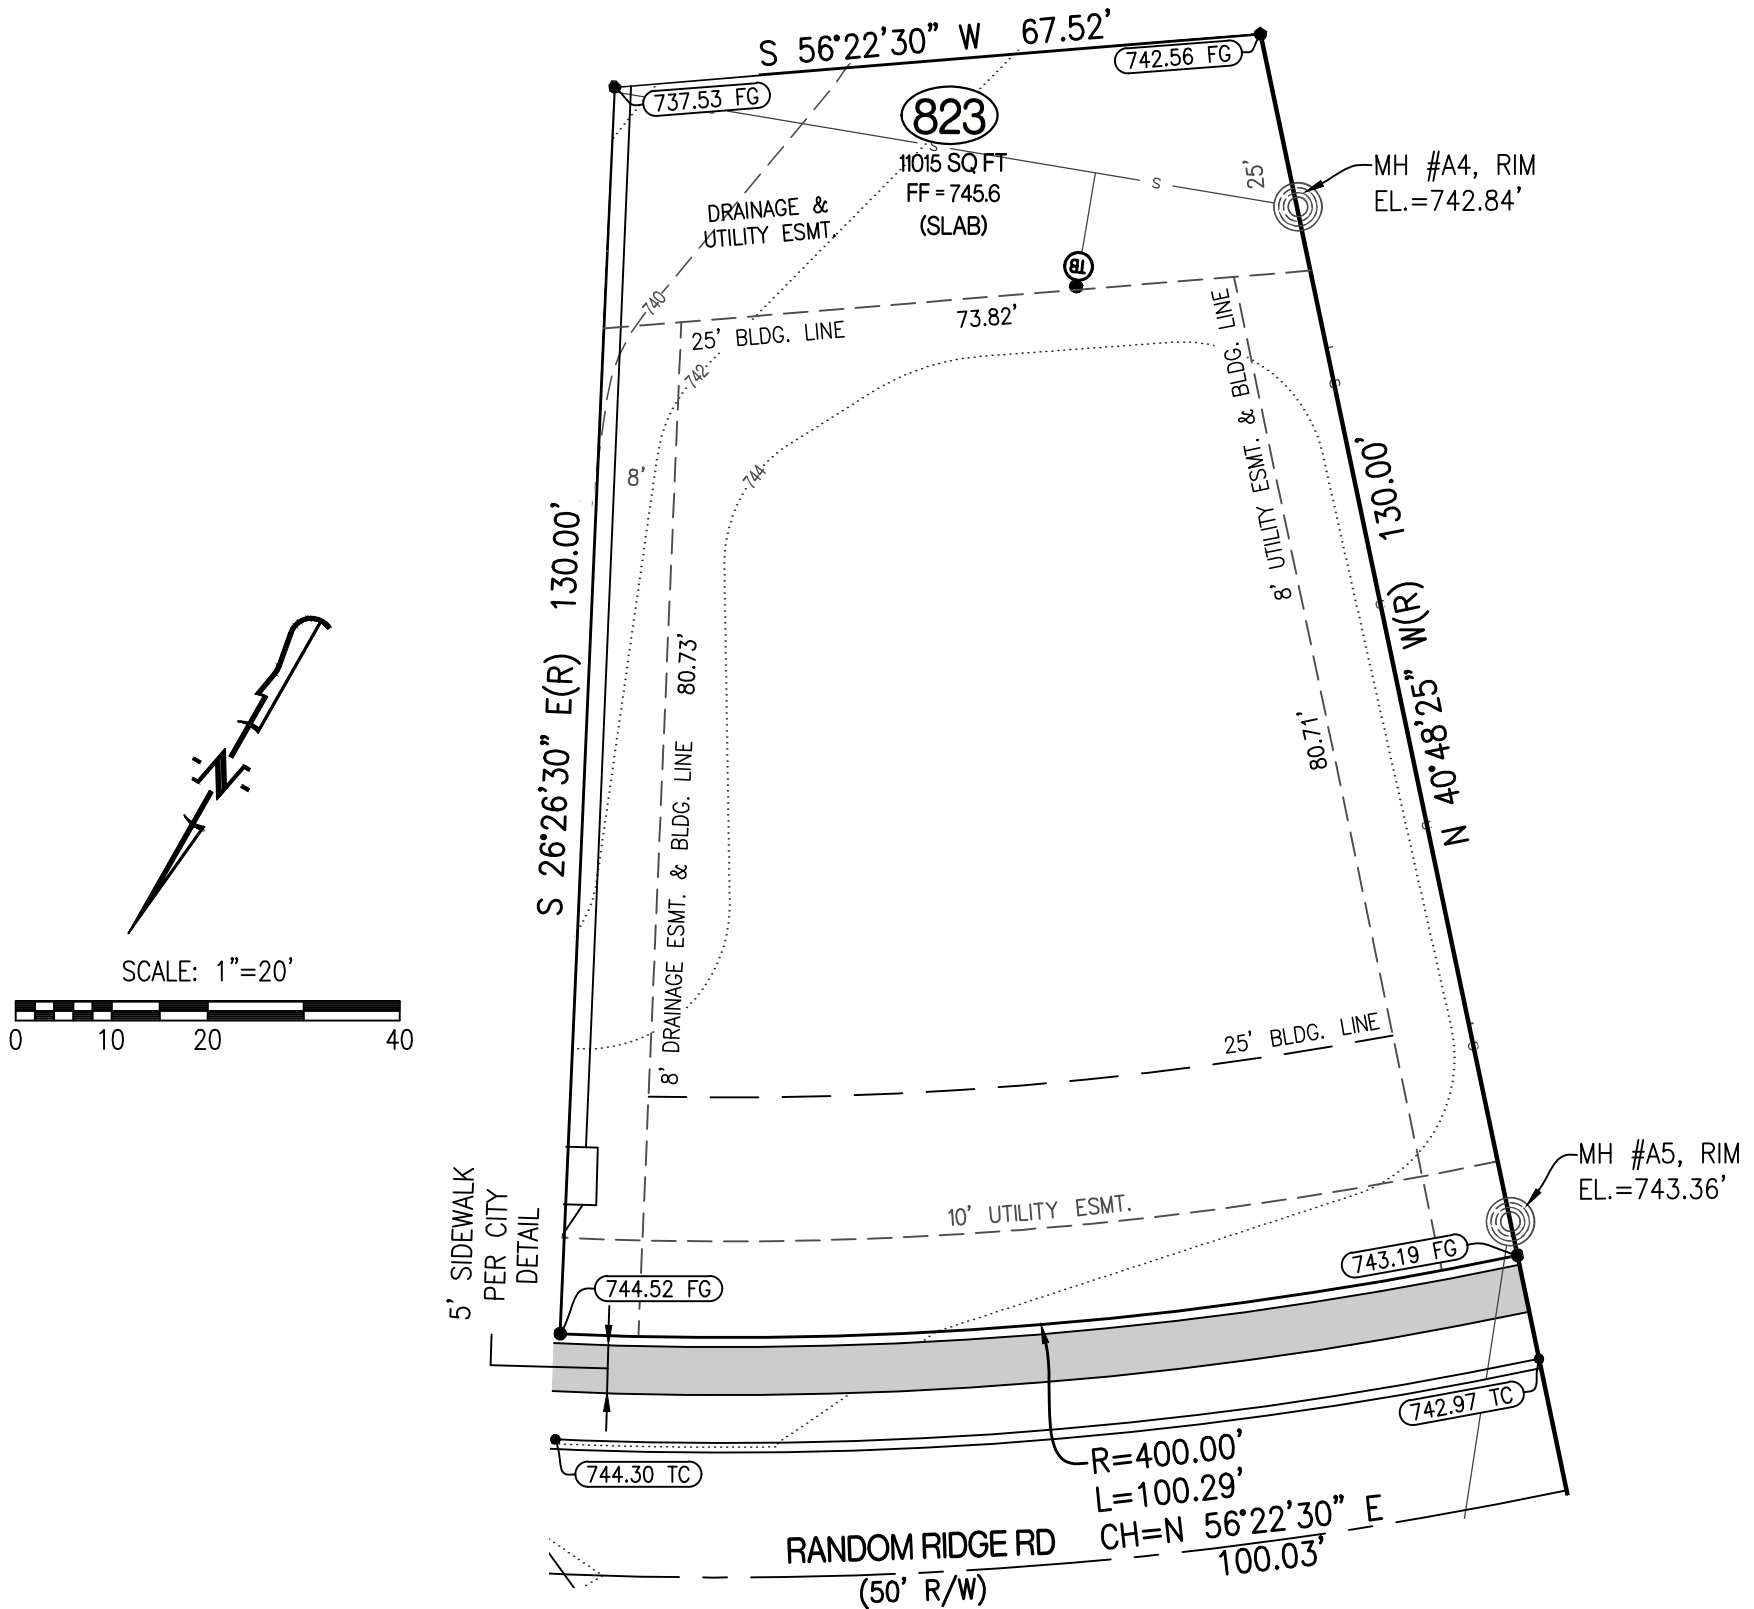 S 56°22'30" W 67.52'
742.56 FG
737.53 FG
823
11015 SQ FT
FF = 745.6
(SLAB)
DRAINAGE &
UTILITY ESMT.
S
S
25'
MH #A4, RIM
EL.=742.84'
TB
740
25' BLDG. LINE
73.82'
742
744
8'
8' UTILITY ESMT. & BLDG. LINE
S
S
S
S
S 26°26'30" E(R) 130.00'
N 40°48'25" W(R) 130.00'
80.73'
80.71'
8' DRAINAGE ESMT. & BLDG. LINE
N
SCALE: 1"=20'
0 10 20 40
25' BLDG. LINE
5' SIDEWALK
PER CITY
DETAIL
10' UTILITY ESMT.
MH #A5, RIM
EL.=743.36'
744.52 FG
743.19 FG
742.97 TC
744.30 TC
R=400.00'
L=100.29'
CH=N 56°22'30" E
100.03'
RANDOM RIDGE RD
(50' R/W)